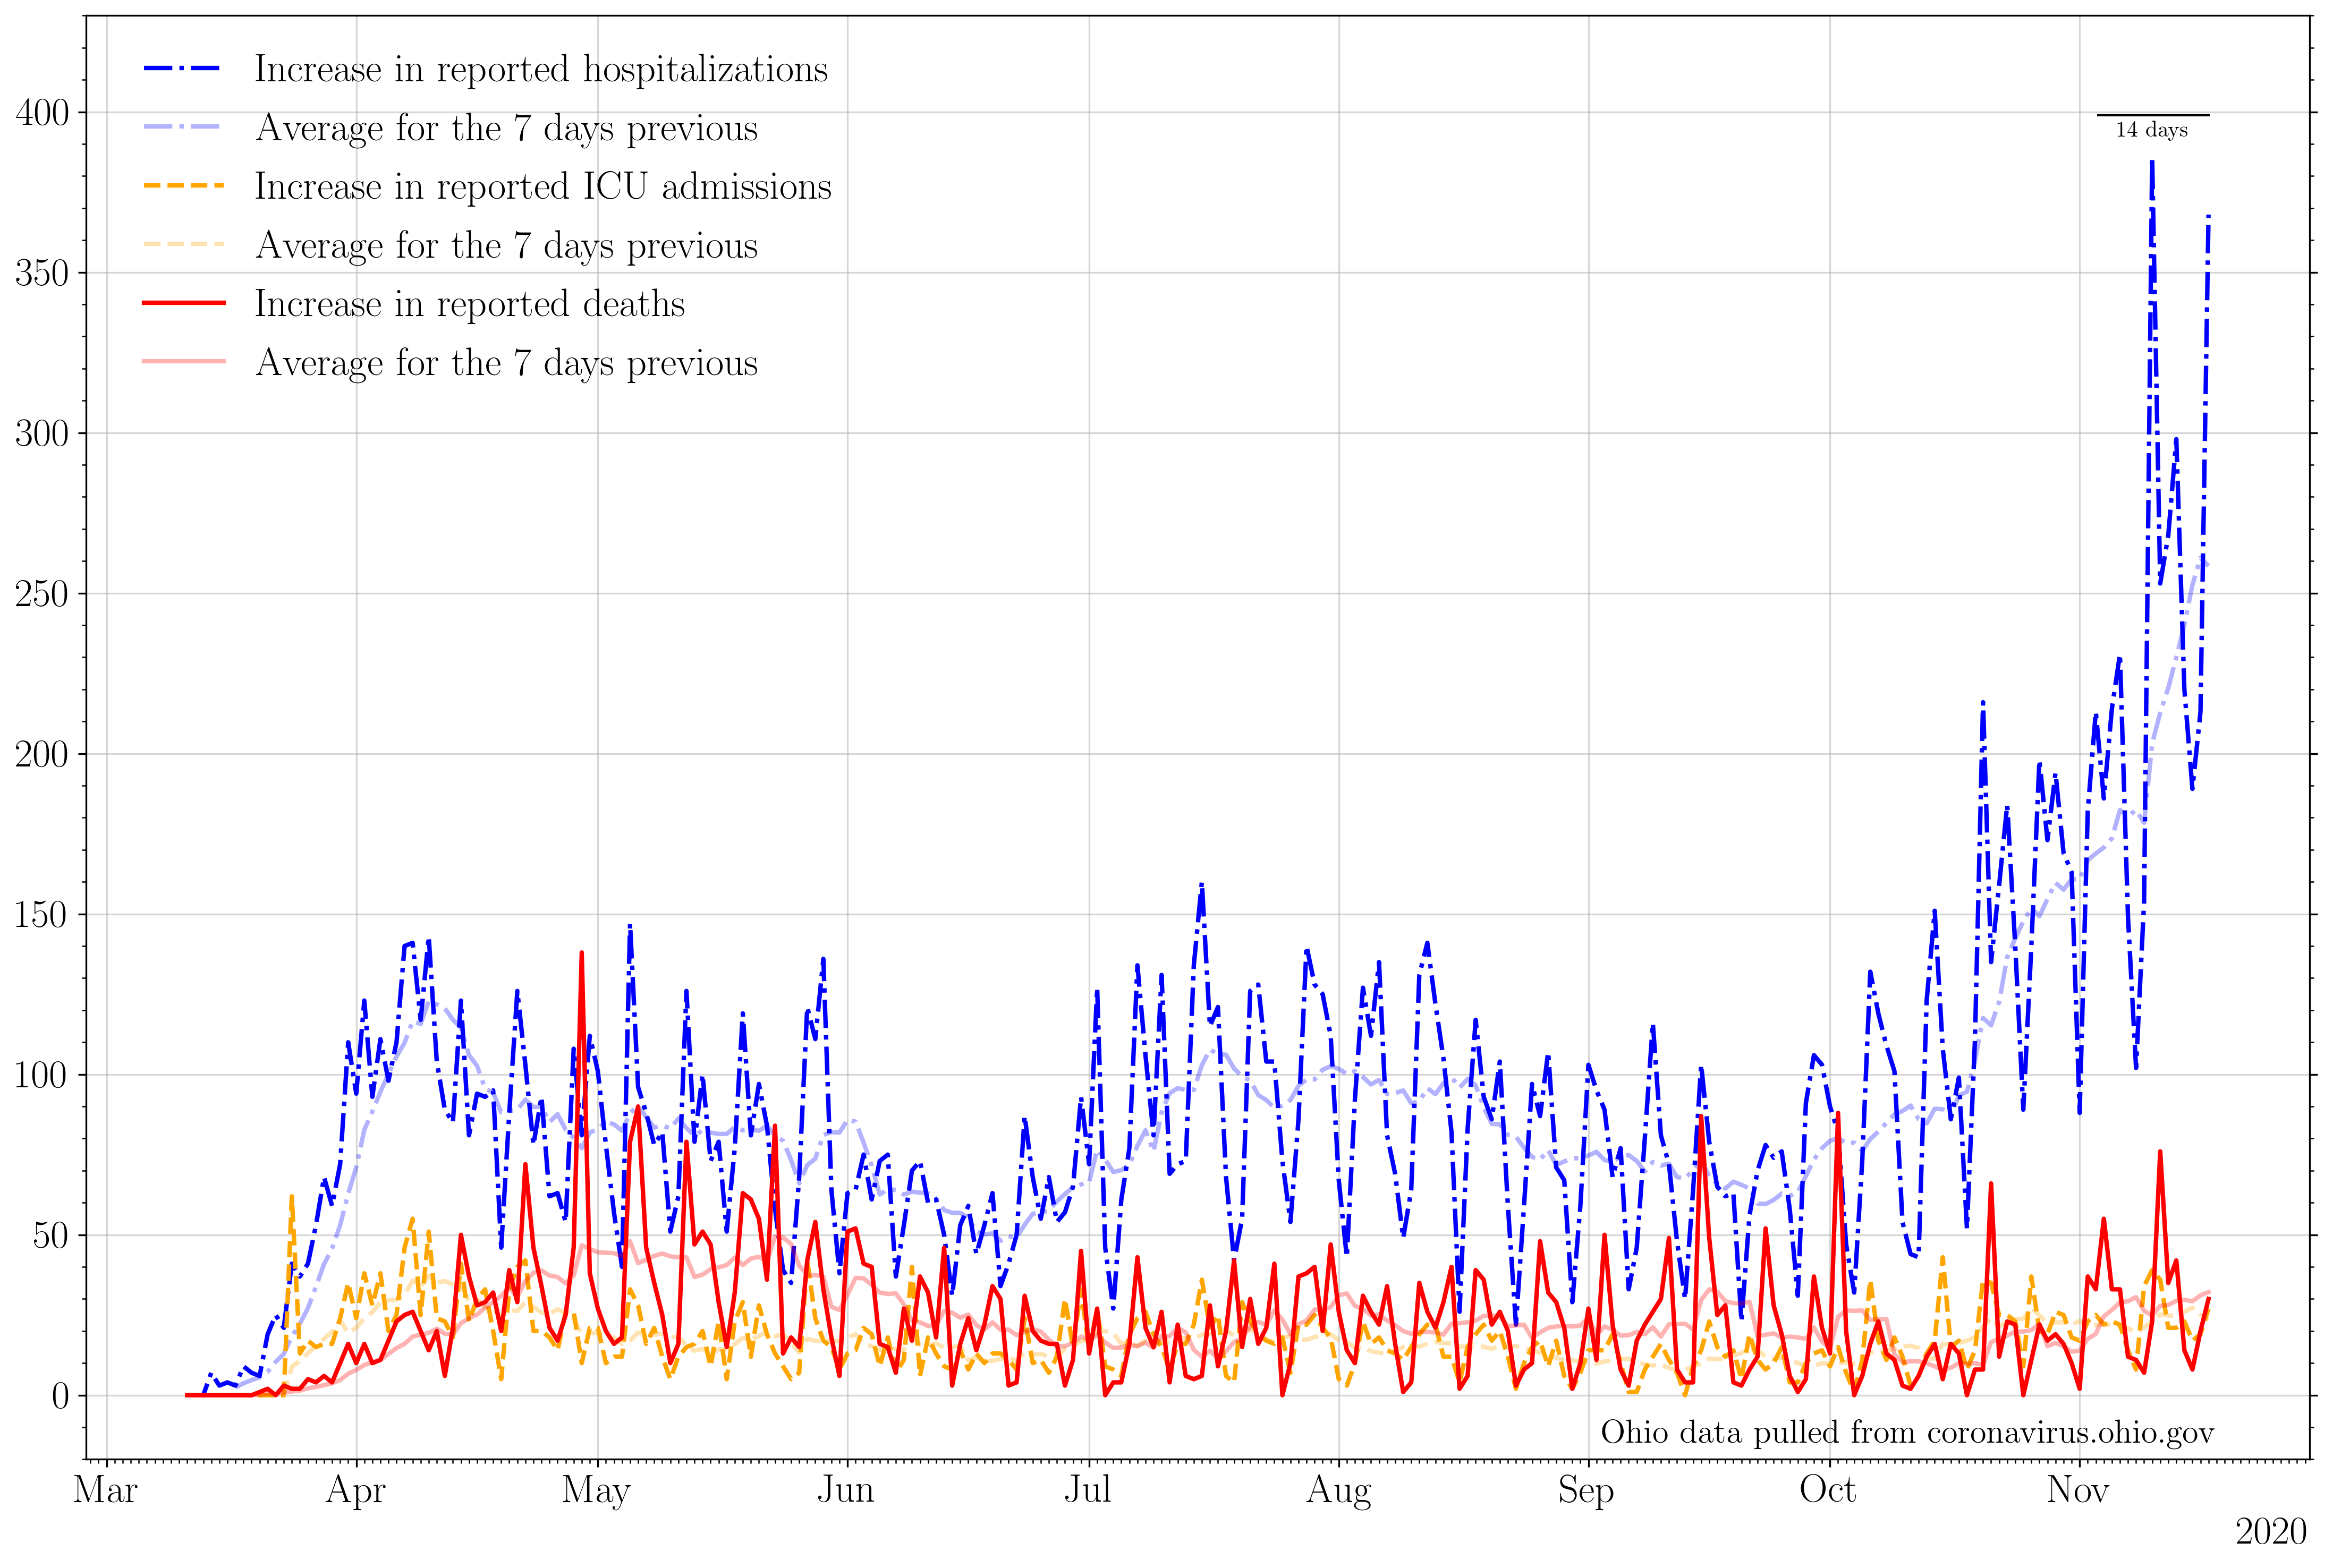 Increase in reported hospitalizations
Average for the 7 days previous
Increase in reported ICU admissions
Average for the 7 days previous
Increase in reported deaths
Average for the 7 days previous
14 days
400
350
300
250
200
150
100
50
0
Ohio data pulled from coronavirus.ohio.gov
Mar Apr May Jun Jul Aug Sep Oct Nov
2020